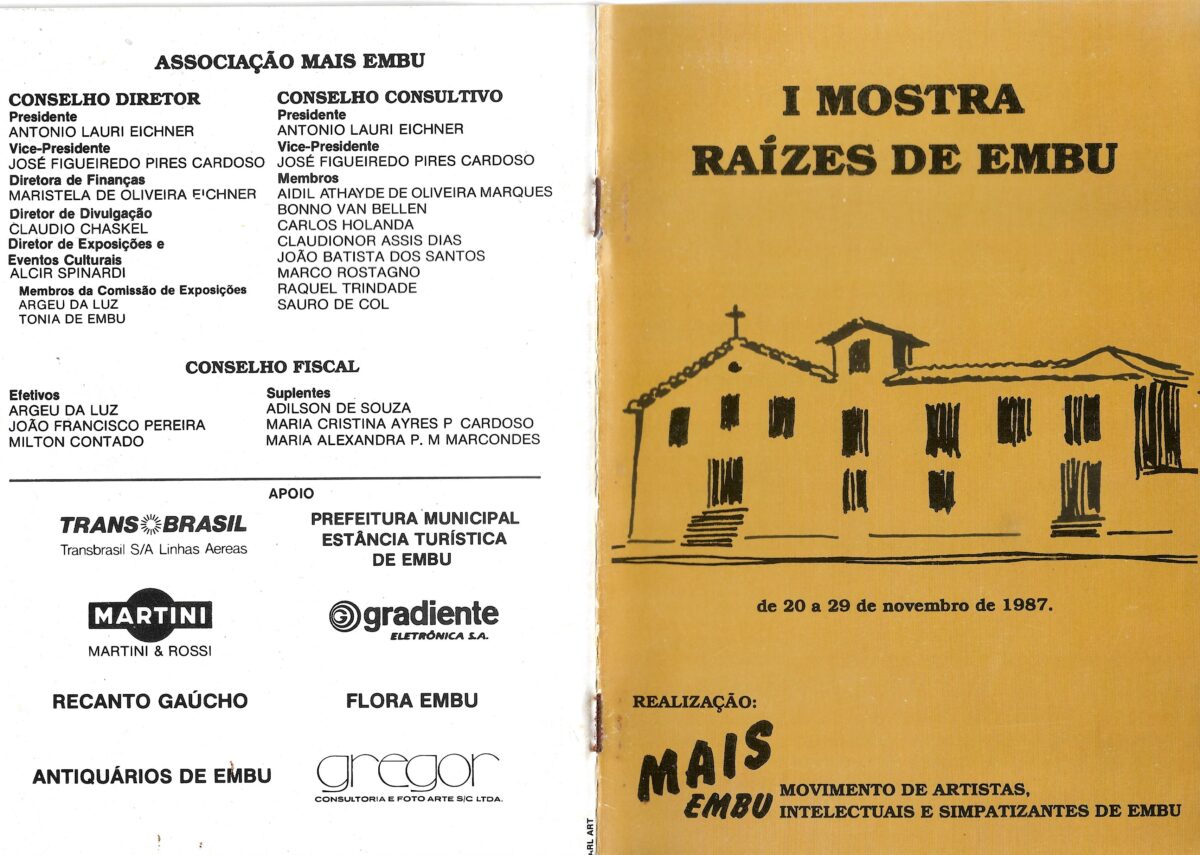 ASSOCIAÇÃO MAIS EMBU
CONSELHO DIRETOR
Presidente
ANTONIO LAURI EICHNER
Vice-Presidente
JOSÉ FIGUEIREDO PIRES CARDOSO
Diretora de Finanças
MARISTELA DE OLIVEIRA EICHNER
Diretor de Divulgação
CLAUDIO CHASKEL
Diretor de Exposições e
Eventos Culturais
ALCIR SPINARDI
Membros da Comissão de Exposições
ARGEU DA LUZ
TONIA DE EMBU
CONSELHO CONSULTIVO
Presidente
ANTONIO LAURI EICHNER
Vice-Presidente
JOSÉ FIGUEIREDO PIRES CARDOSO
Membros
AIDIL ATHAYDE DE OLIVEIRA MARQUES
BONNO VAN BELLEN
CARLOS HOLANDA
CLAUDIONOR ASSIS DIAS
JOÃO BATISTA DOS SANTOS
MARCO ROSTAGNO
RAQUEL TRINDADE
SAURO DE COL
CONSELHO FISCAL
Efetivos
ARGEU DA LUZ
JOÃO FRANCISCO PEREIRA
MILTON CONTADO
Suplentes
ADILSON DE SOUZA
MARIA CRISTINA AYRES P CARDOSO
MARIA ALEXANDRA P. M MARCONDES
APOIO
TRANSBRASIL
Transbrasil S/A Linhas Aereas
PREFEITURA MUNICIPAL
ESTÂNCIA TURÍSTICA
DE EMBU
MARTINI
MARTINI & ROSSI
G gradiente
ELETRÔNICA S.A.
RECANTO GAÚCHO
FLORA EMBU
ANTIQUÁRIOS DE EMBU
gregor
CONSULTORIA E FOTO ARTE S/C LTDA.
I MOSTRA
RAÍZES DE EMBU
de 20 a 29 de novembro de 1987.
REALIZAÇÃO:
MAIS
EMBU
MOVIMENTO DE ARTISTAS,
INTELECTUAIS E SIMPATIZANTES DE EMBU